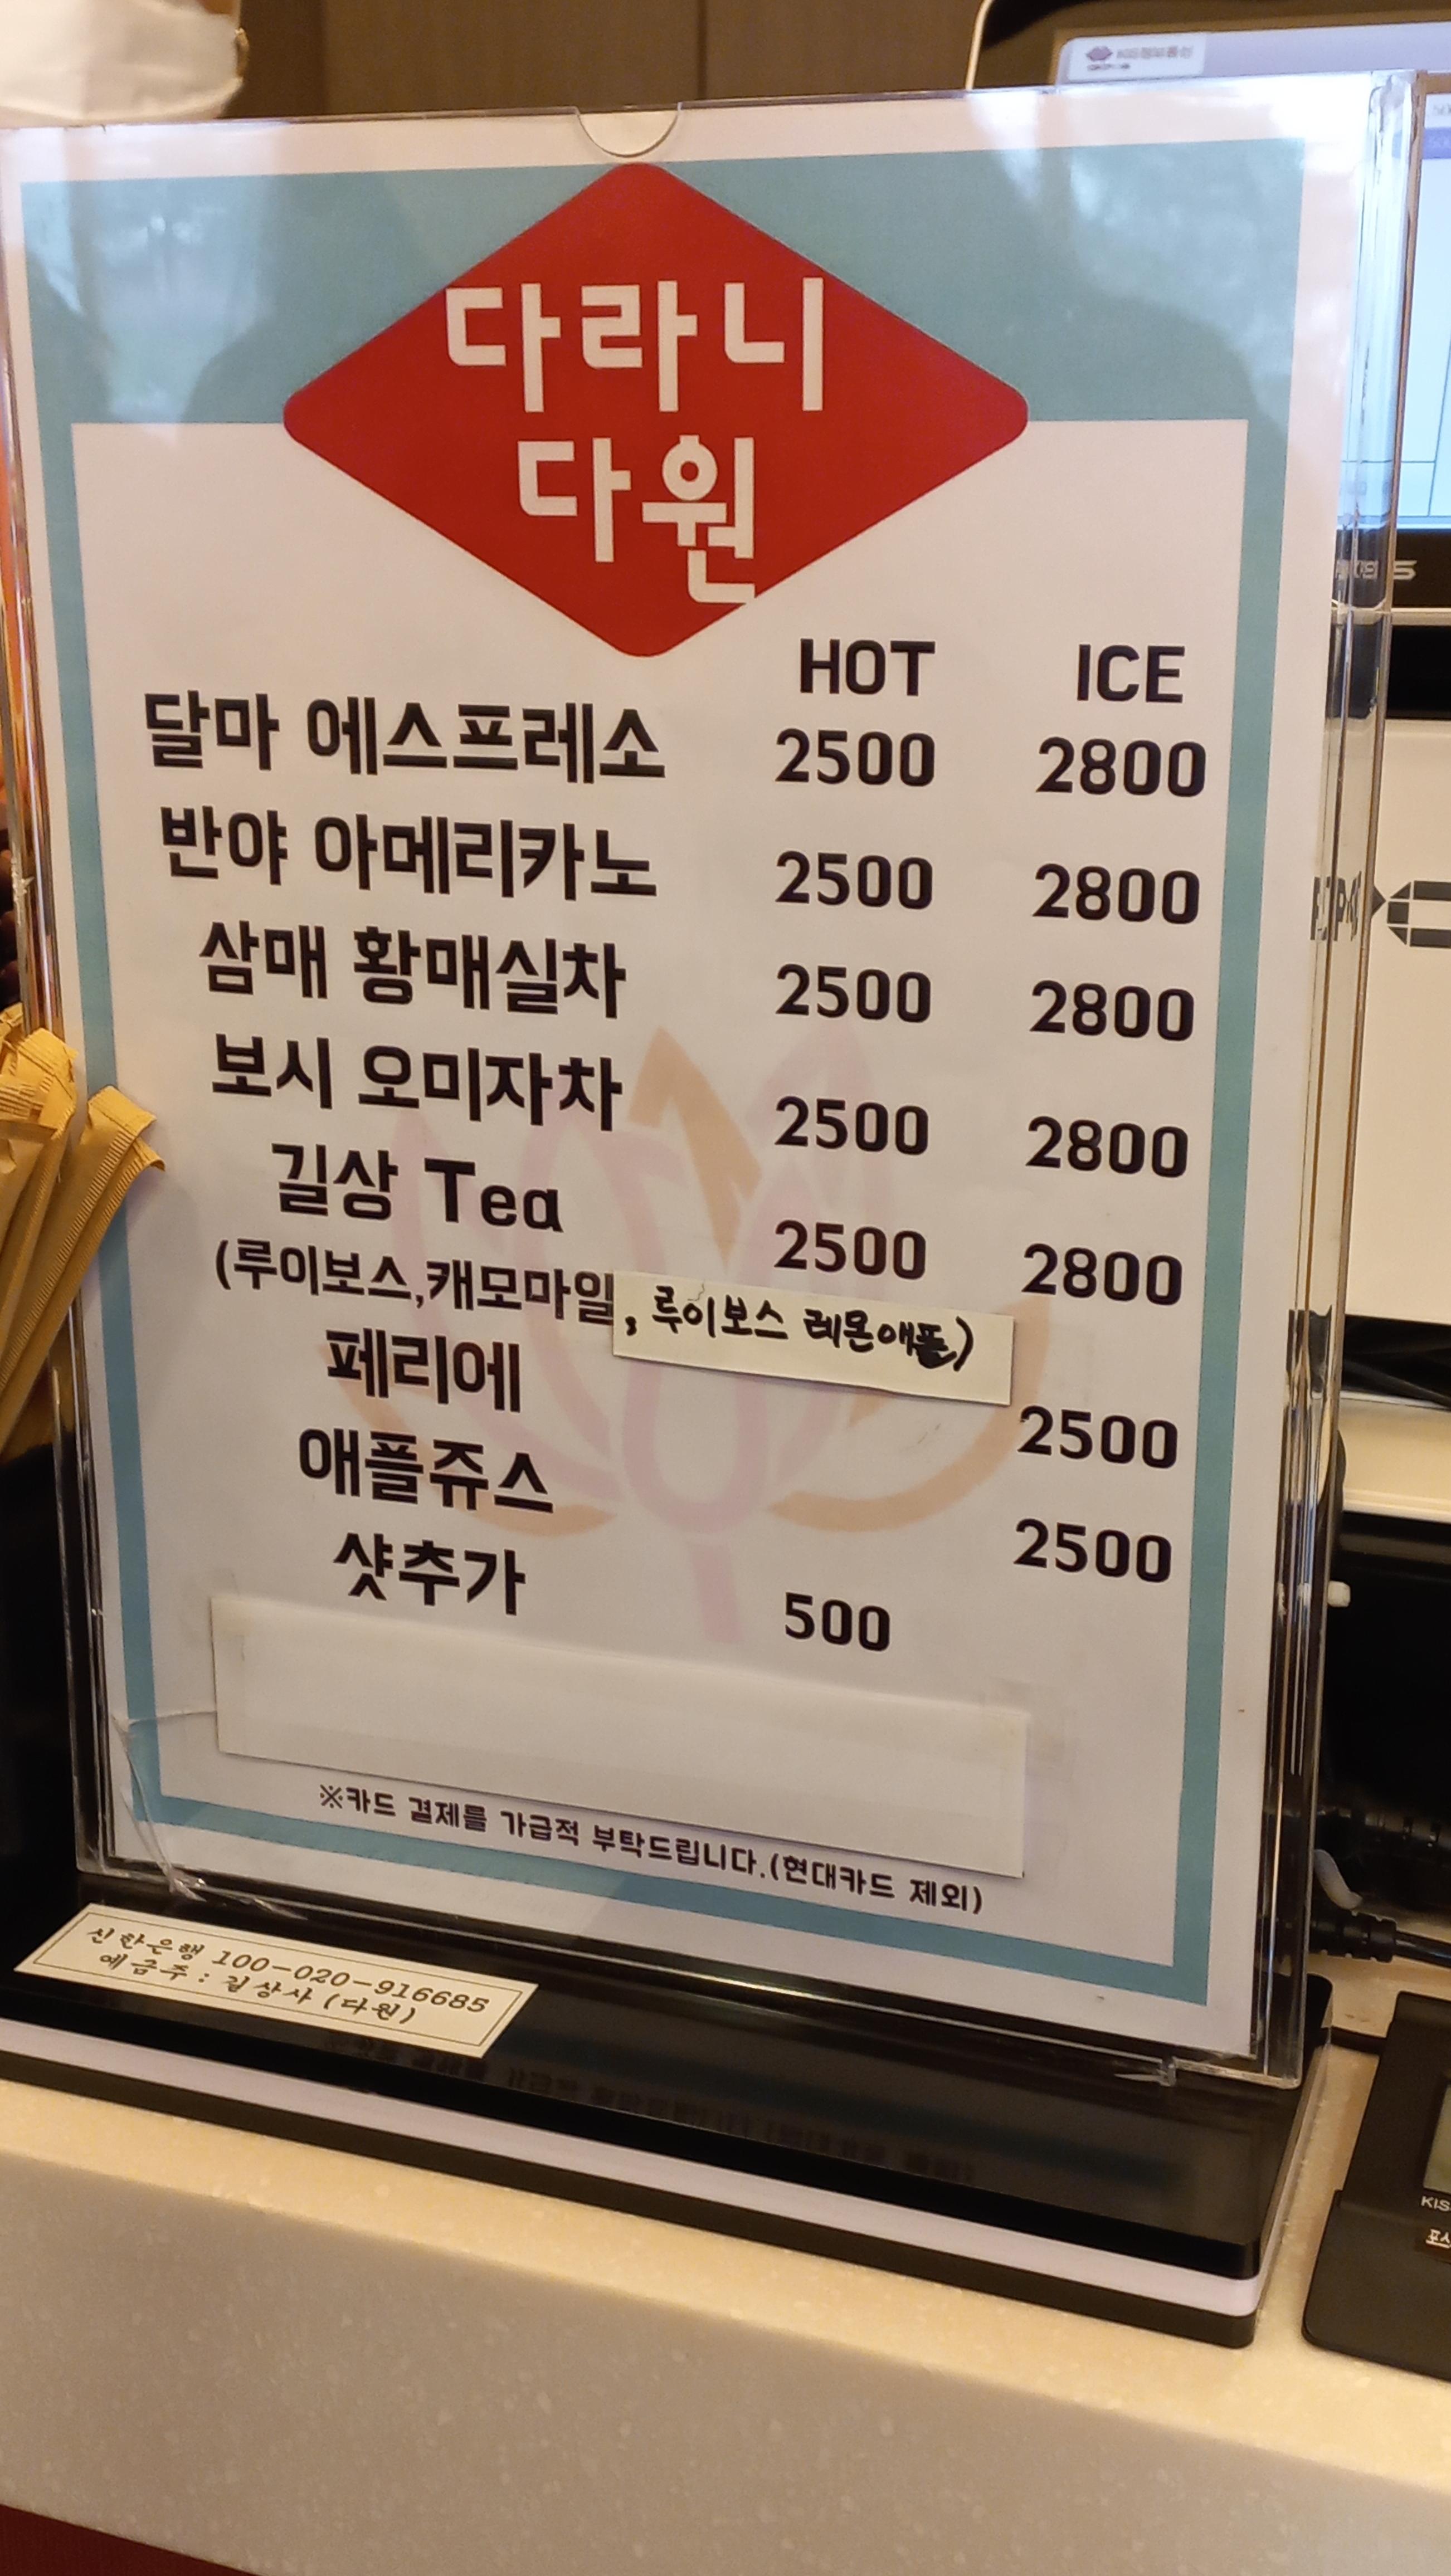 다라니
다원
HOT ICE
달마 에스프레소 2500 2800
반야 아메리카노 2500 2800
삼매 황매실차 2500 2800
보시 오미자차 2500 2800
길상 Tea 2500 2800
(루이보스,캐모마일, 루이보스 레몬애플)
페리에 2500
애플쥬스 2500
샷추가 500
※카드 결제를 가급적 부탁드립니다.(현대카드 제외)
신한은행 100-020-916685
예금주 : 길상사 (다원)